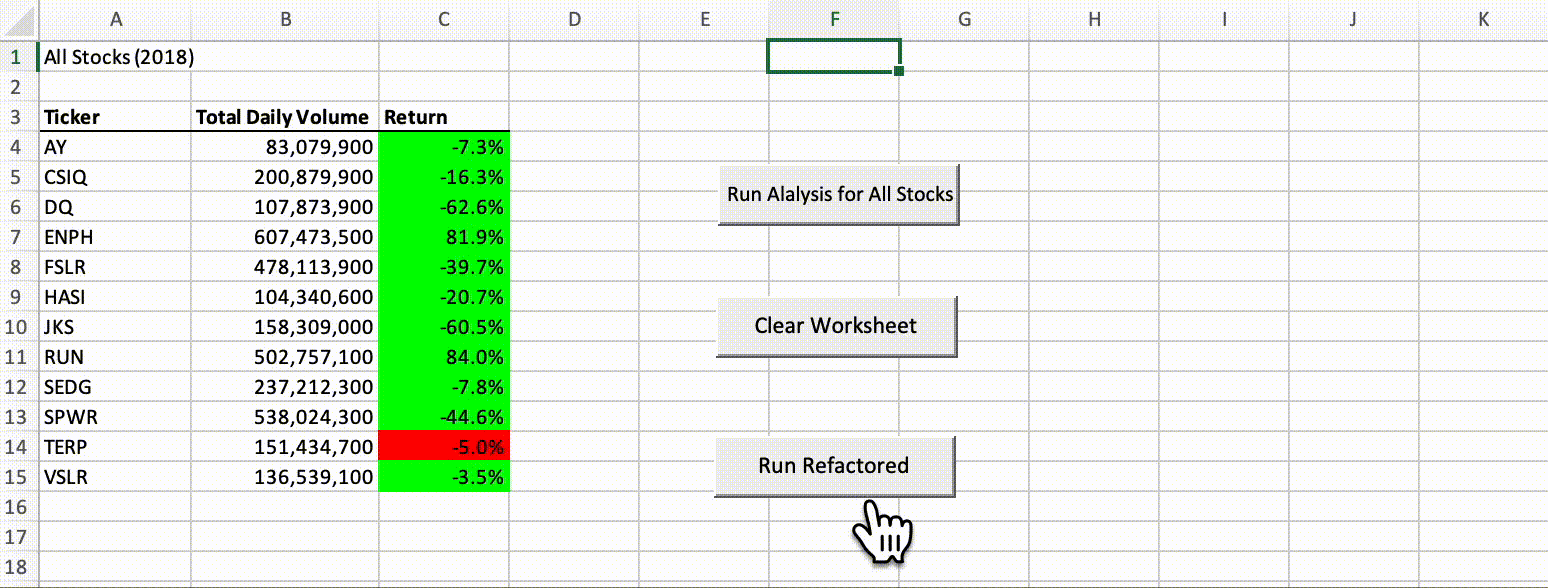 A B C D E F G H I J K
1 All Stocks (2018)
2
3 Ticker Total Daily Volume Return
4 AY 83,079,900 -7.3%
5 CSIQ 200,879,900 -16.3%
Run Alalysis for All Stocks
6 DQ 107,873,900 -62.6%
7 ENPH 607,473,500 81.9%
8 FSLR 478,113,900 -39.7%
9 HASI 104,340,600 -20.7%
10 JKS 158,309,000 -60.5%
Clear Worksheet
11 RUN 502,757,100 84.0%
12 SEDG 237,212,300 -7.8%
13 SPWR 538,024,300 -44.6%
14 TERP 151,434,700 -5.0%
15 VSLR 136,539,100 -3.5%
Run Refactored
16
17
18